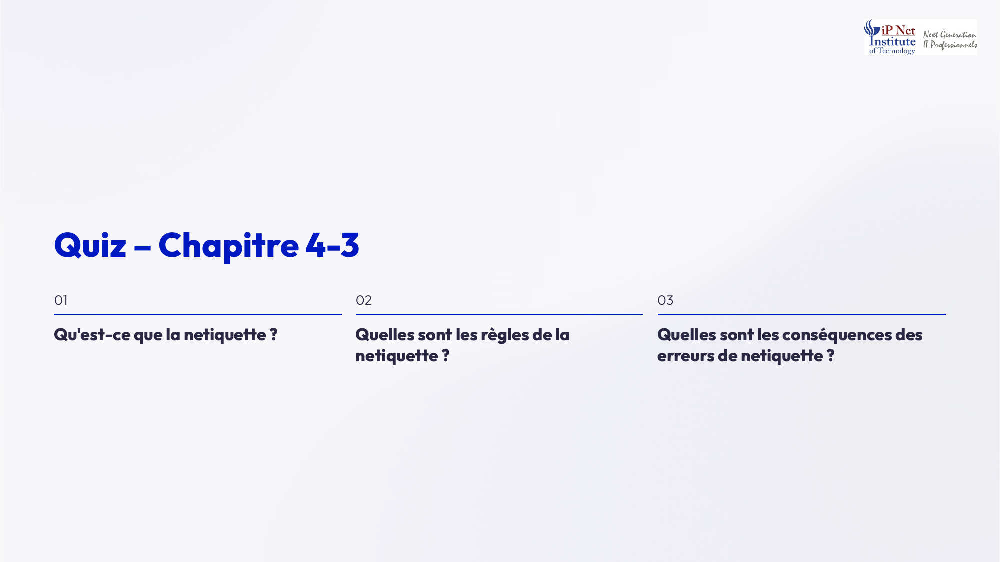 iP Net
Institute
of Technology
Next Generation
IT Professionnels
Quiz – Chapitre 4-3
01
Qu'est-ce que la netiquette ?
02
Quelles sont les règles de la
netiquette ?
03
Quelles sont les conséquences des
erreurs de netiquette ?